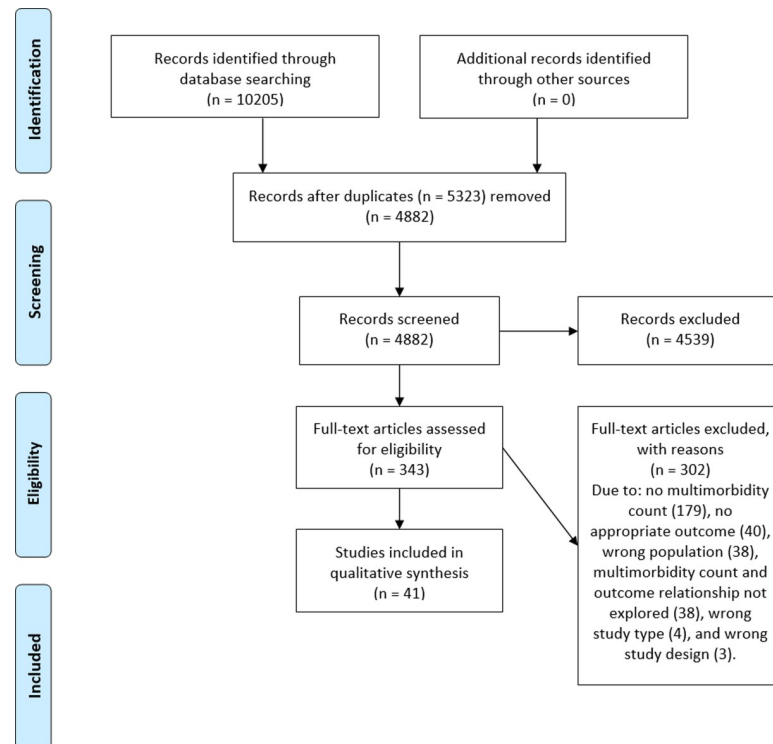 Identification
Records identified through
database searching
(n = 10205)
Additional records identified
through other sources
(n = 0)
Records after duplicates (n = 5323) removed
(n = 4882)
Screening
Records screened
(n = 4882)
Records excluded
(n = 4539)
Eligibility
Full-text articles assessed
for eligibility
(n = 343)
Full-text articles excluded,
with reasons
(n = 302)
Due to: no multimorbidity
count (179), no
appropriate outcome (40),
wrong population (38),
multimorbidity count and
outcome relationship not
explored (38), wrong
study type (4), and wrong
study design (3).
Studies included in
qualitative synthesis
(n = 41)
Included